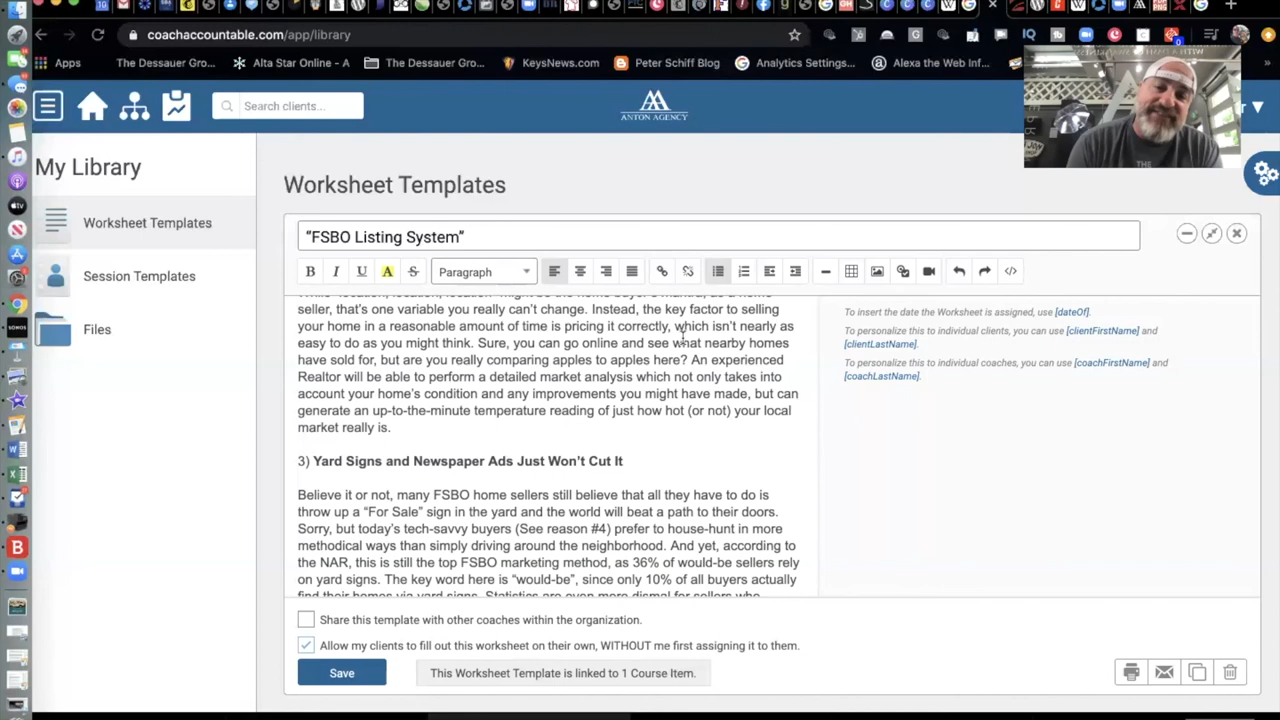 coachaccountable.com/app/library
Apps
The Dessauer Gro...
Alta Star Online - A
The Dessauer Gro...
KeysNews.com
Peter Schiff Blog
Analytics Settings...
Alexa the Web Inf...
»
Search clients...
ANTON AGENCY
My Library
Worksheet Templates
Session Templates
Files
Worksheet Templates
“FSBO Listing System”
B I U A S Paragraph
seller, that’s one variable you really can’t change. Instead, the key factor to selling
your home in a reasonable amount of time is pricing it correctly, which isn’t nearly as
easy to do as you might think. Sure, you can go online and see what nearby homes
have sold for, but are you really comparing apples to apples here? An experienced
Realtor will be able to perform a detailed market analysis which not only takes into
account your home’s condition and any improvements you might have made, but can
generate an up-to-the-minute temperature reading of just how hot (or not) your local
market really is.
3) Yard Signs and Newspaper Ads Just Won’t Cut It
Believe it or not, many FSBO home sellers still believe that all they have to do is
throw up a “For Sale” sign in the yard and the world will beat a path to their doors.
Sorry, but today’s tech-savvy buyers (See reason #4) prefer to house-hunt in more
methodical ways than simply driving around the neighborhood. And yet, according to
the NAR, this is still the top FSBO marketing method, as 36% of would-be sellers rely
on yard signs. The key word here is “would-be”, since only 10% of all buyers actually
find their homes via yard signs. Statistics are even more dismal for sellers who
To insert the date the Worksheet is assigned, use [dateOf].
To personalize this to individual clients, you can use [clientFirstName] and
[clientLastName].
To personalize this to individual coaches, you can use [coachFirstName] and
[coachLastName].
Share this template with other coaches within the organization.
Allow my clients to fill out this worksheet on their own, WITHOUT me first assigning it to them.
Save
This Worksheet Template is linked to 1 Course Item.